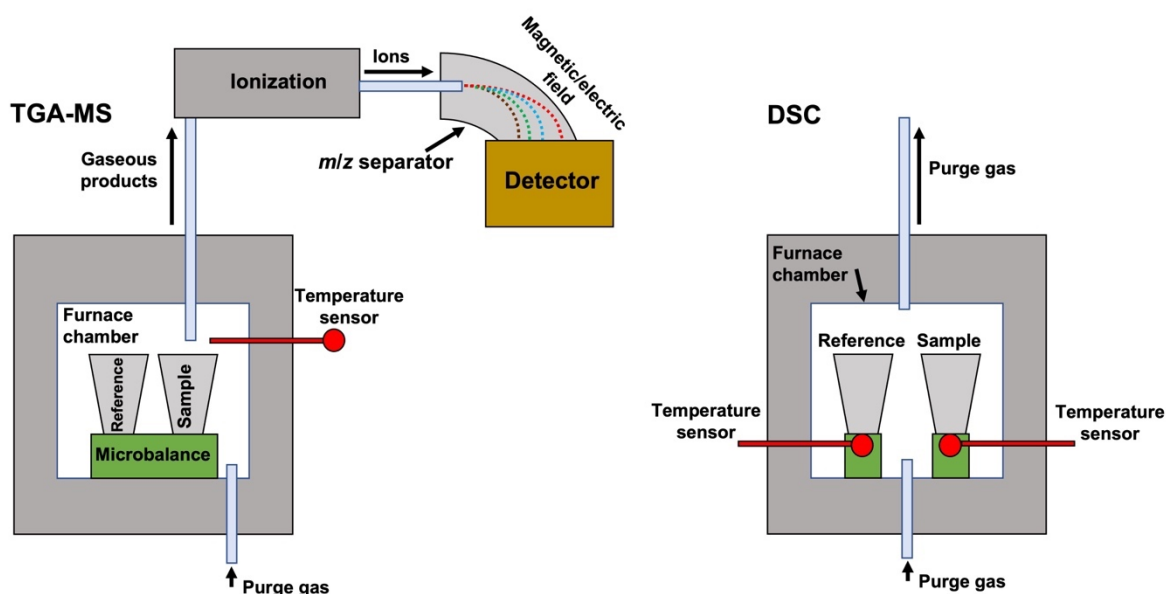 TGA-MS
Ionization
Ions
Magnetic/electric
field
m/z separator
Detector
Gaseous
products
Furnace
chamber
Temperature
sensor
Reference
Sample
Microbalance
Purge gas
DSC
Purge gas
Furnace
chamber
Reference
Sample
Temperature
sensor
Temperature
sensor
Purge gas